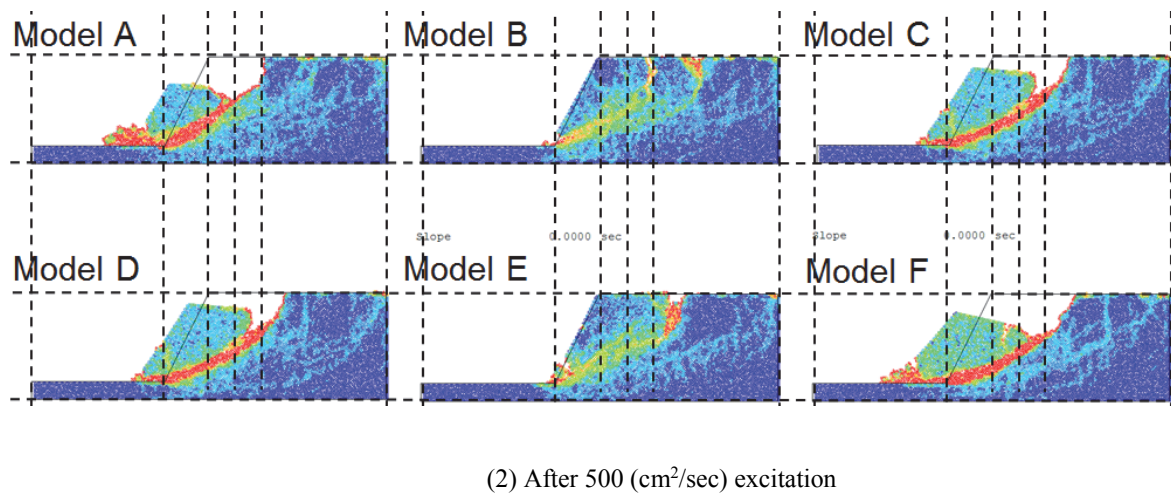 Model A
Model B
Model C
Slope 0.0000 sec
Slope 0.0000 sec
Model D
Model E
Model F
(2) After 500 (cm²/sec) excitation